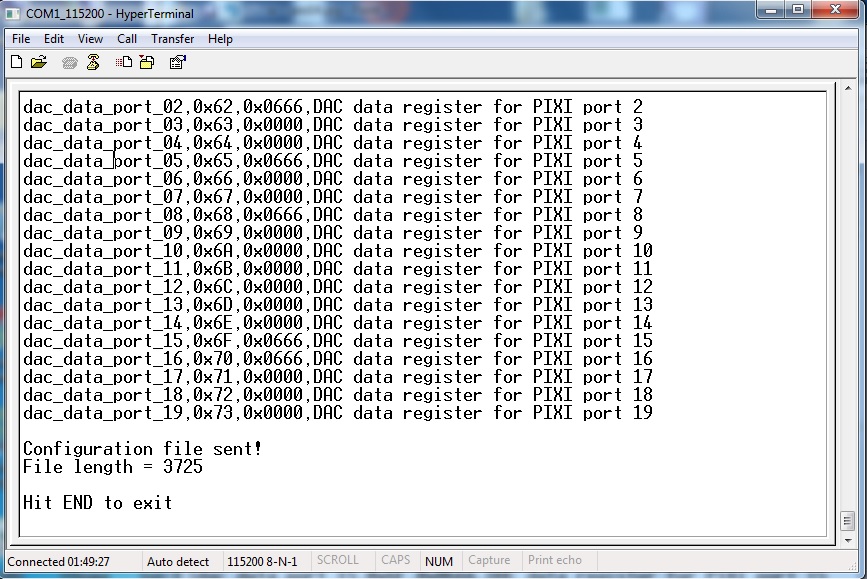 COM1_115200 - HyperTerminal
File Edit View Call Transfer Help
dac_data_port_02,0x62,0x0666,DAC data register for PIXI port 2
dac_data_port_03,0x63,0x0000,DAC data register for PIXI port 3
dac_data_port_04,0x64,0x0000,DAC data register for PIXI port 4
dac_data_port_05,0x65,0x0666,DAC data register for PIXI port 5
dac_data_port_06,0x66,0x0000,DAC data register for PIXI port 6
dac_data_port_07,0x67,0x0000,DAC data register for PIXI port 7
dac_data_port_08,0x68,0x0666,DAC data register for PIXI port 8
dac_data_port_09,0x69,0x0000,DAC data register for PIXI port 9
dac_data_port_10,0x6A,0x0000,DAC data register for PIXI port 10
dac_data_port_11,0x6B,0x0000,DAC data register for PIXI port 11
dac_data_port_12,0x6C,0x0000,DAC data register for PIXI port 12
dac_data_port_13,0x6D,0x0000,DAC data register for PIXI port 13
dac_data_port_14,0x6E,0x0000,DAC data register for PIXI port 14
dac_data_port_15,0x6F,0x0666,DAC data register for PIXI port 15
dac_data_port_16,0x70,0x0666,DAC data register for PIXI port 16
dac_data_port_17,0x71,0x0000,DAC data register for PIXI port 17
dac_data_port_18,0x72,0x0000,DAC data register for PIXI port 18
dac_data_port_19,0x73,0x0000,DAC data register for PIXI port 19
Configuration file sent!
File length = 3725
Hit END to exit
Connected 01:49:27 Auto detect 115200 8-N-1 SCROLL CAPS NUM Capture Print echo